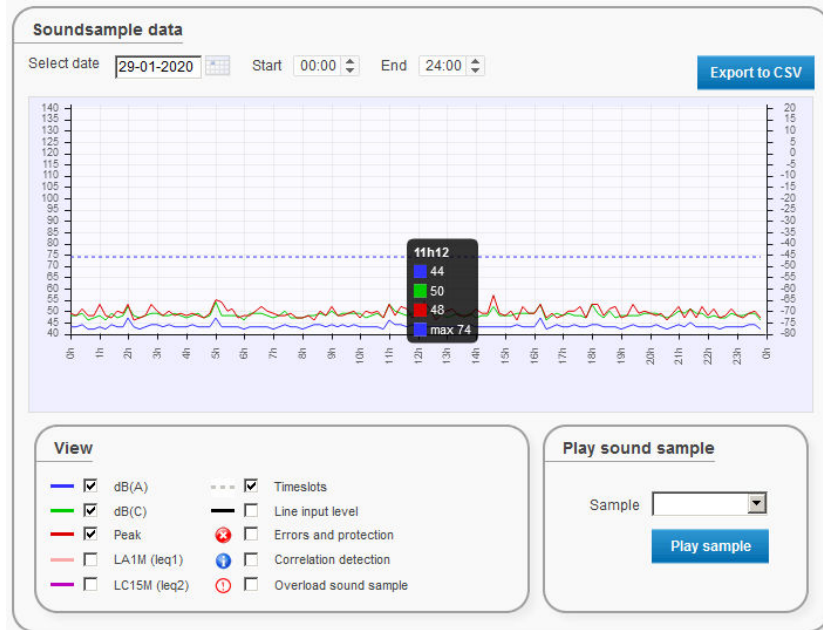 Soundsample data
Select date 29-01-2020 Start 00:00 End 24:00 Export to CSV
140 20
135 15
130 10
125 5
120 0
115 -5
110 -10
105 -15
100 -20
95 -25
90 -30
85 -35
80 -40
75 -45
70 -50
65 -55
60 -60
55 -65
50 -70
45 -75
40 -80
11h12
44
50
48
max 74
0h 1h 2h 3h 4h 5h 6h 7h 8h 9h 10h 11h 12h 13h 14h 15h 16h 17h 18h 19h 20h 21h 22h 23h 0h
View
dB(A) Timeslots
dB(C) Line input level
Peak Errors and protection
LA1M (leq1) Correlation detection
LC15M (leq2) Overload sound sample
Play sound sample
Sample
Play sample